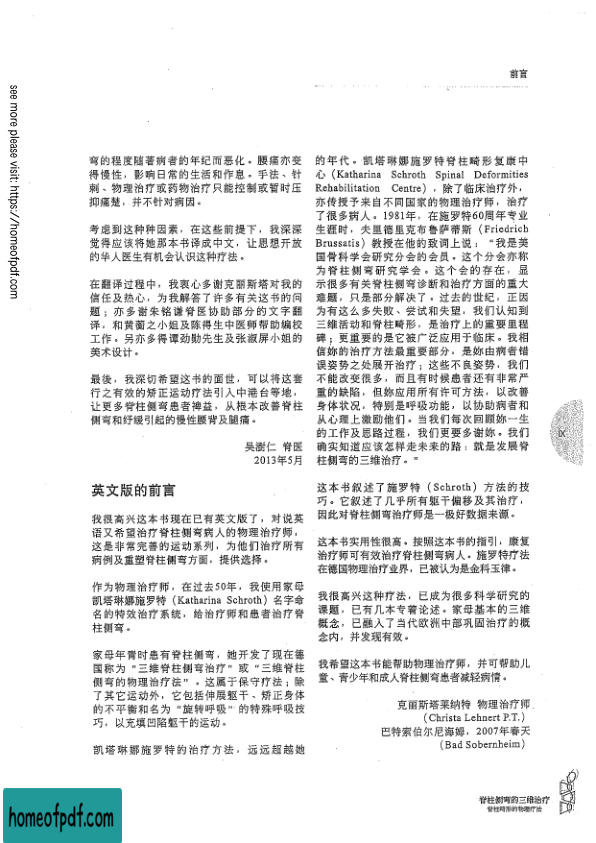 前言
see more please visit: https://homeofpdf.com
弯的程度随著病者的年纪而恶化。腰痛亦变
得慢性，影响日常的生活和作息。手法、针
刺、物理治疗或药物治疗只能控制或暂时压
抑痛楚，并不针对病因。
考虑到这种种因素，在这些前提下，我深深
觉得应该将她那本书译成中文，让思想开放
的华人医生有机会认识这种疗法。
在翻译过程中，我衷心多谢克丽斯塔对我的
信任及热心，为我解答了许多有关这书的问
题；亦多谢朱铭谦脊医协助部分的文字翻
译，和黄蔼之小姐及陈得生中医师帮助编校
工作。另亦多得谭劲勋先生及张淑屏小姐的
美术设计。
最後，我深切希望这书的面世，可以将这套
行之有效的矫正运动疗法引入中港台等地，
让更多脊柱侧弯患者裨益，从根本改善脊柱
侧弯和纾缓引起的慢性腰背及腿痛。
吴澍仁 脊医
2013年5月
英文版的前言
我很高兴这本书现在已有英文版了，对说英
语又希望治疗脊柱侧弯病人的物理治疗师，
这是非常完善的运动系列，为他们治疗所有
病例及重塑脊柱侧弯方面，提供选择。
作为物理治疗师，在过去50年，我使用家母
凯塔琳娜施罗特（Katharina Schroth）名字命
名的特效治疗系统，给治疗师和患者治疗脊
柱侧弯。
家母年青时患有脊柱侧弯，她开发了现在德
国称为“三维脊柱侧弯治疗”或“三维脊柱
侧弯的物理疗法”。这属于保守疗法；除
了其它运动外，它包括伸展躯干、矫正身体
的不平衡和名为“旋转呼吸”的特殊呼吸技
巧，以充填凹陷躯干的运动。
凯塔琳娜施罗特的治疗方法，远远超越她
的年代。凯塔琳娜施罗特脊柱畸形复康中
心（Katharina Schroth Spinal Deformities
Rehabilitation Centre），除了临床治疗外，
亦传授予来自不同国家的物理治疗师，治疗
了很多病人。1981年，在施罗特60周年专业
生涯时，夫里德里克布鲁萨蒂斯（Friedrich
Brussatis）教授在他的致词上说：“我是美
国骨科学会研究分会的会员。这个分会亦称
为脊柱侧弯研究学会。这个会的存在，显
示很多有关脊柱侧弯诊断和治疗方面的重大
难题，只是部分解决了。过去的世纪，正因
为有这么多失败、尝试和失望，我们认知到
三维活动和脊柱畸形，是治疗上的重要里程
碑；更重要的是它被广泛应用于临床。我相
信妳的治疗方法最重要部分，是妳由病者错
误姿势之处展开治疗；这些不良姿势，我们
不能改变很多，而且有时候患者还有非常严
重的缺陷，但妳应用所有许可方法，以改善
身体状况，特别是呼吸功能，以协助病者和
从心理上激励他们。当我们每次回顾妳一生
的工作及思路过程，我们更要多谢妳。我们
确实知道应该怎样走未来的路：就是发展脊
柱侧弯的三维治疗。”
这本书叙述了施罗特（Schroth）方法的技
巧。它叙述了几乎所有躯干偏移及其治疗，
因此对脊柱侧弯治疗师是一极好数据来源。
这本书实用性很高。按照这本书的指引，康复
治疗师可有效治疗脊柱侧弯病人。施罗特疗法
在德国物理治疗业界，已被认为是金科玉律。
我很高兴这种疗法，已成为很多科学研究的
课题，已有几本专著论述。家母基本的三维
概念，已融入了当代欧洲中部巩固治疗的概
念内，并发现有效。
我希望这本书能帮助物理治疗师，并可帮助儿
童、青少年和成人脊柱侧弯患者减轻病情。
克丽斯塔莱纳特 物理治疗师
(Christa Lehnert P.T.)
巴特索伯尔尼海姆，2007年春天
(Bad Sobernheim)
IX
脊柱侧弯的三维治疗
脊柱畸形的物理疗法
homeofpdf.com